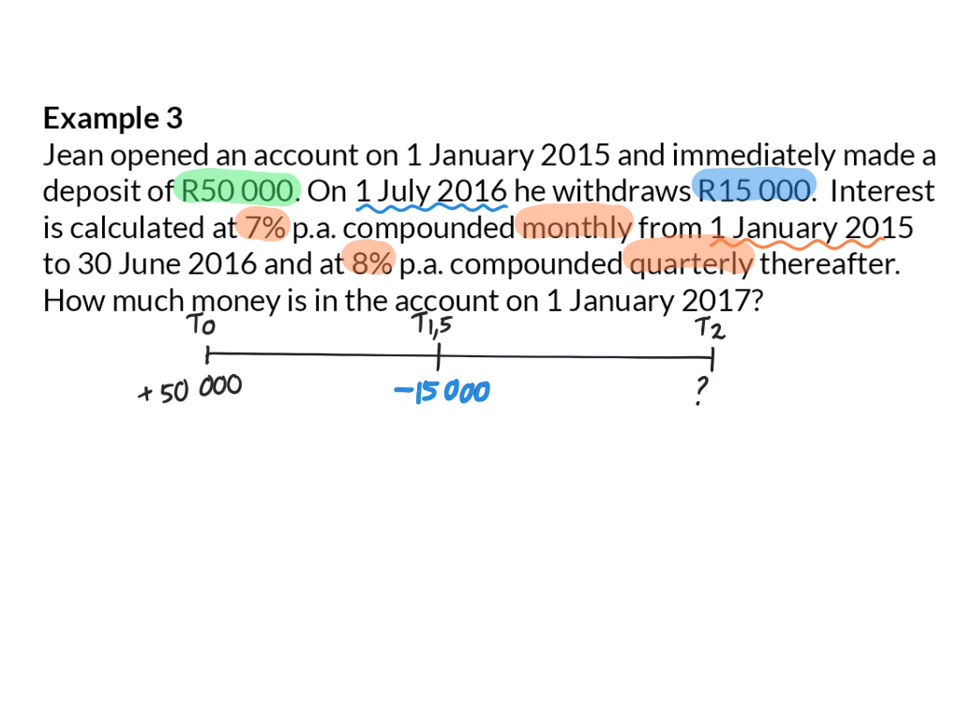 Example 3
Jean opened an account on 1 January 2015 and immediately made a
deposit of R50 000. On 1 July 2016 he withdraws R15 000. Interest
is calculated at 7% p.a. compounded monthly from 1 January 2015
to 30 June 2016 and at 8% p.a. compounded quarterly thereafter.
How much money is in the account on 1 January 2017?
T0 T1,5 T2
+50 000 -15 000 ?